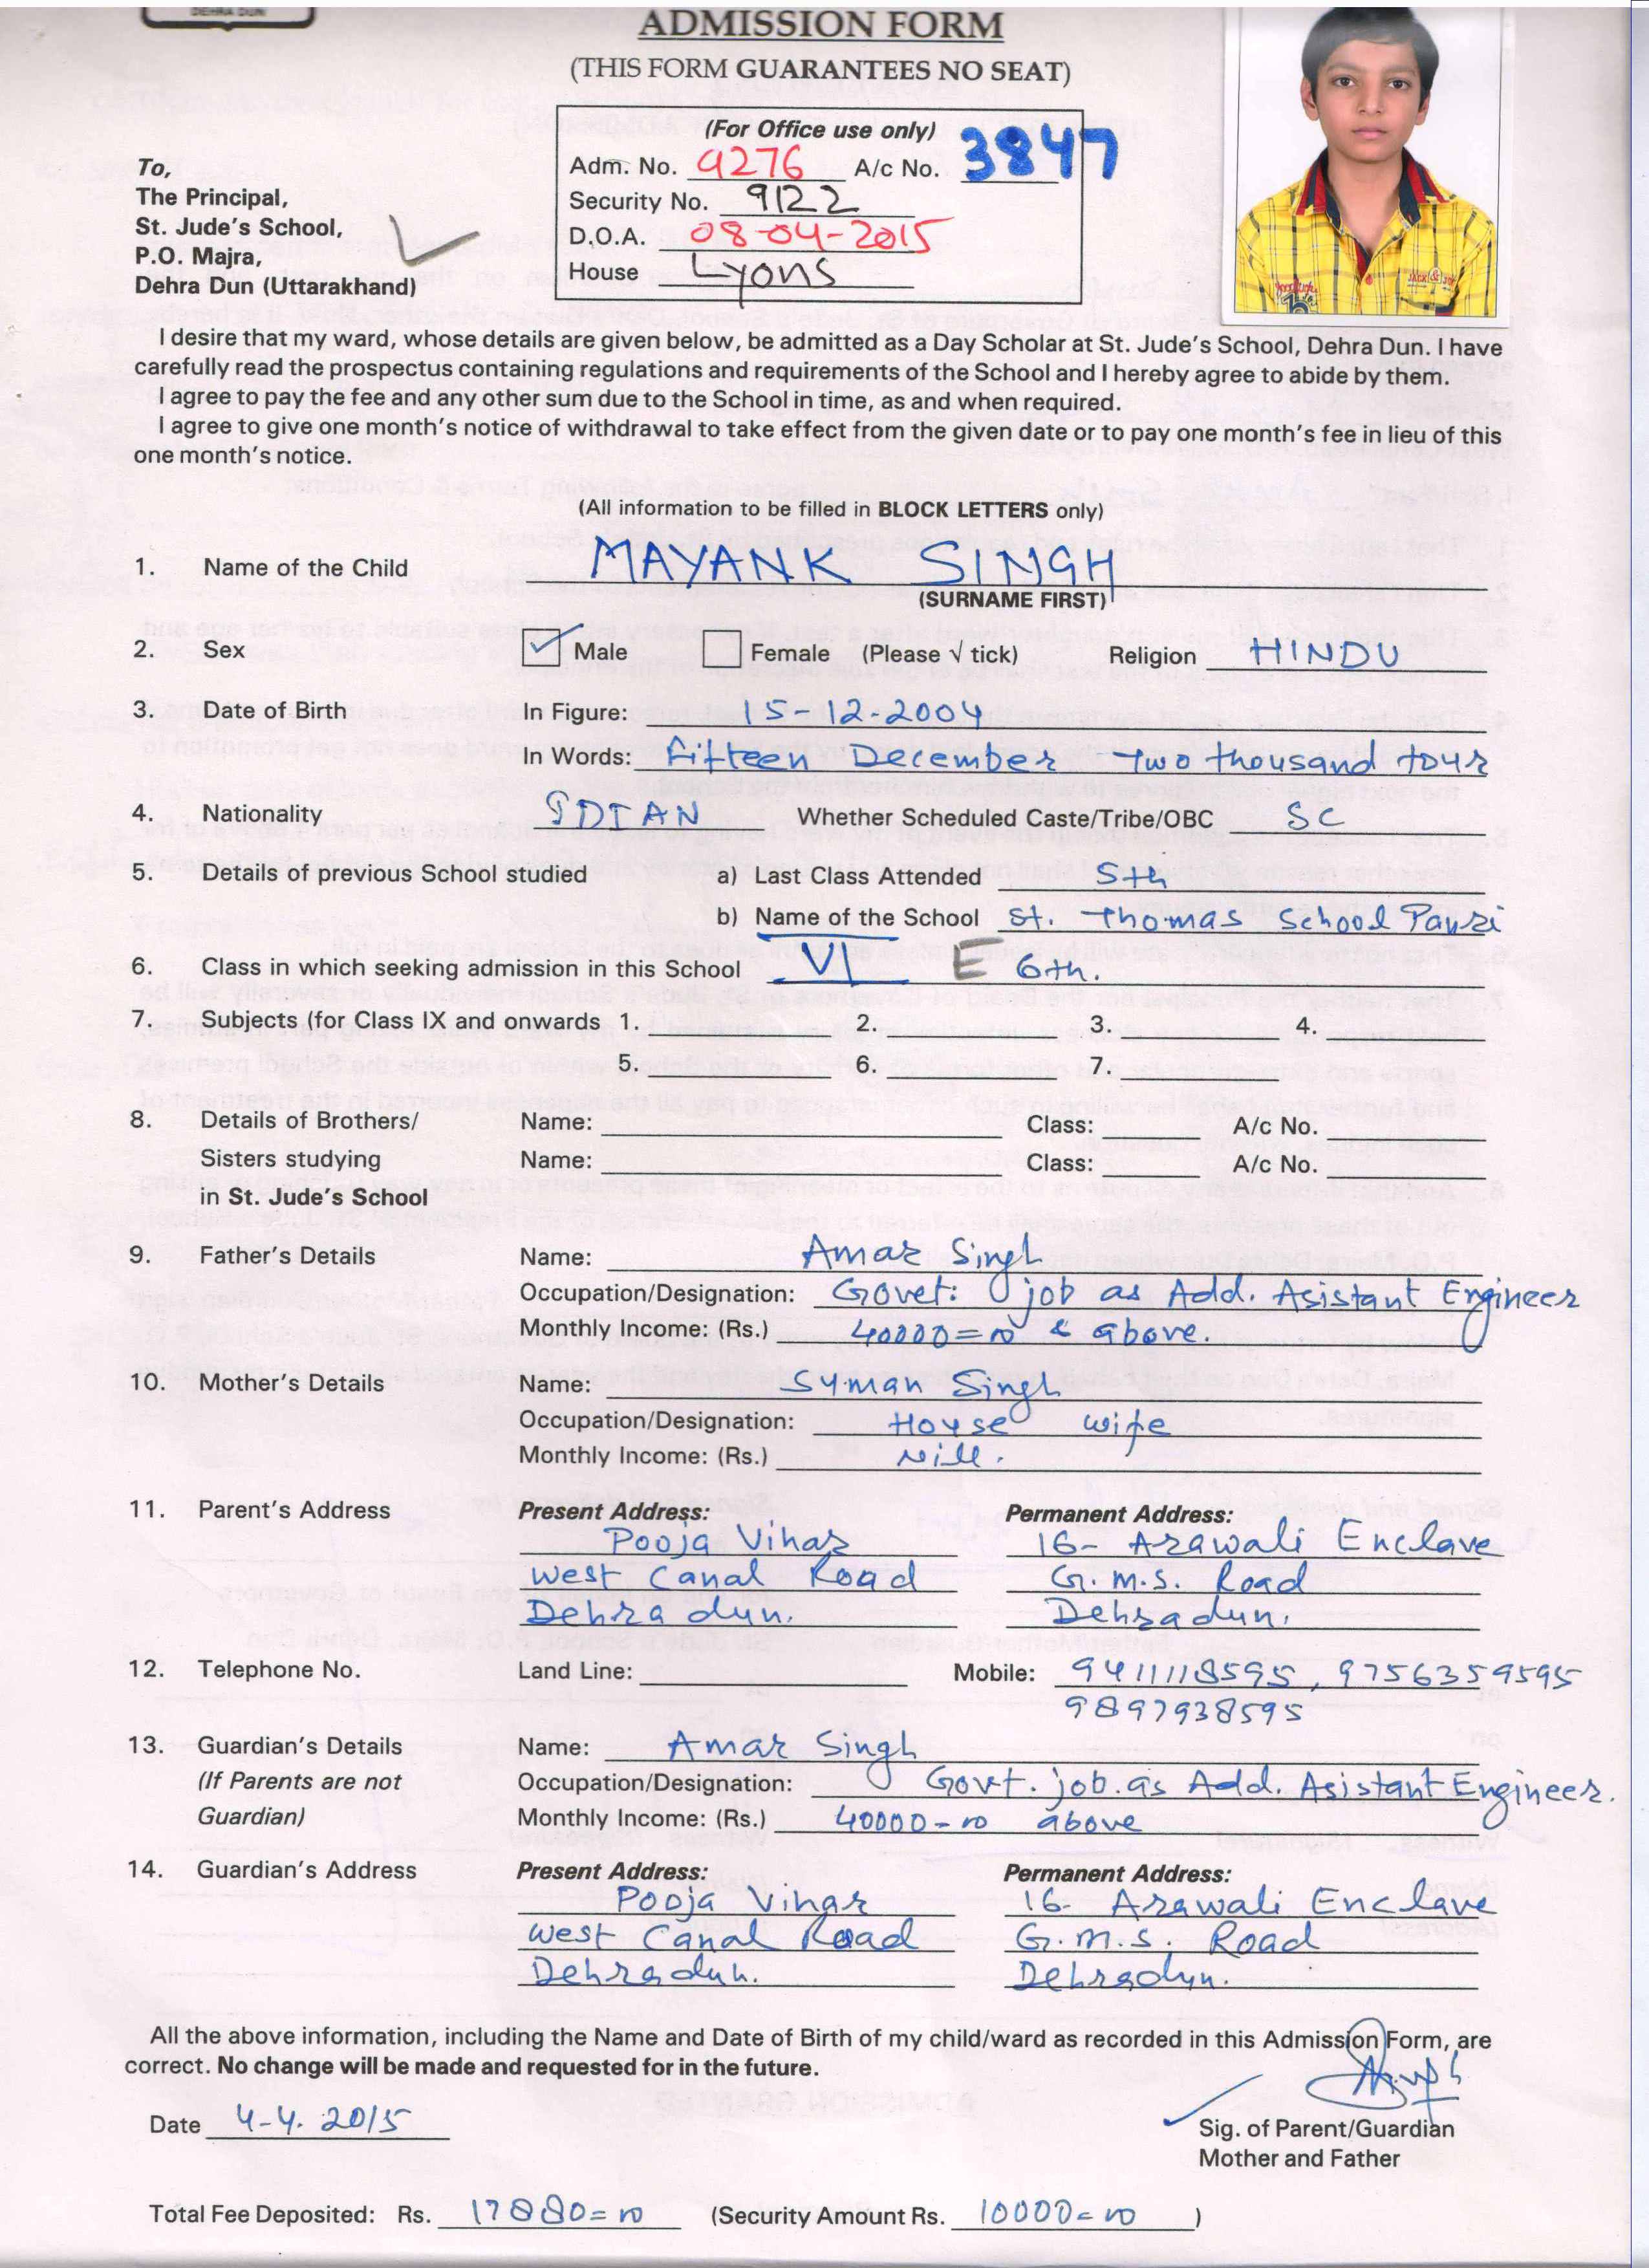 DEHRA DUN
ADMISSION FORM
(THIS FORM GUARANTEES NO SEAT)
(For Office use only)
Adm. No. 9276 A/c No. 3847
Security No. 9122
D.O.A. 08-04-2015
House Lyons
To,
The Principal,
St. Jude's School,
P.O. Majra,
Dehra Dun (Uttarakhand)
I desire that my ward, whose details are given below, be admitted as a Day Scholar at St. Jude's School, Dehra Dun. I have
carefully read the prospectus containing regulations and requirements of the School and I hereby agree to abide by them.
I agree to pay the fee and any other sum due to the School in time, as and when required.
I agree to give one month's notice of withdrawal to take effect from the given date or to pay one month's fee in lieu of this
one month's notice.
(All information to be filled in BLOCK LETTERS only)
1. Name of the Child MAYANK SINGH
(SURNAME FIRST)
2. Sex Male Female (Please √ tick) Religion HINDU
3. Date of Birth In Figure: 15-12-2004
In Words: Fifteen December two thousand four
4. Nationality IDIAN Whether Scheduled Caste/Tribe/OBC SC
5. Details of previous School studied a) Last Class Attended 5th
b) Name of the School St. Thomas School Pauri
6. Class in which seeking admission in this School VI E 6th.
7. Subjects (for Class IX and onwards 1. 2. 3. 4.
5. 6. 7.
8. Details of Brothers/ Name: Class: A/c No.
Sisters studying Name: Class: A/c No.
in St. Jude's School
9. Father's Details Name: Amar Singh
Occupation/Designation: Govet: job as Add. Asistant Engineer
Monthly Income: (Rs.) 40000=00 & above.
10. Mother's Details Name: Suman Singh
Occupation/Designation: House wife
Monthly Income: (Rs.) Nill.
11. Parent's Address Present Address: Permanent Address:
Pooja Vihar 16- Arawali Enclave
West Canal Road G.M.S. Road
Dehra dun. Dehradun.
12. Telephone No. Land Line: Mobile: 9411118595, 9756359595
9897938595
13. Guardian's Details Name: Amar Singh
(If Parents are not Occupation/Designation: Govt. job. as Add. Asistant Engineer.
Guardian) Monthly Income: (Rs.) 40000-00 above
14. Guardian's Address Present Address: Permanent Address:
Pooja Vihar 16- Arawali Enclave
West Canal Road G.M.S. Road
Dehradun. Dehradun.
All the above information, including the Name and Date of Birth of my child/ward as recorded in this Admission Form, are
correct. No change will be made and requested for in the future.
Date 4-4. 2015
Sig. of Parent/Guardian
Mother and Father
Total Fee Deposited: Rs. 17880=00 (Security Amount Rs. 10000=00 )